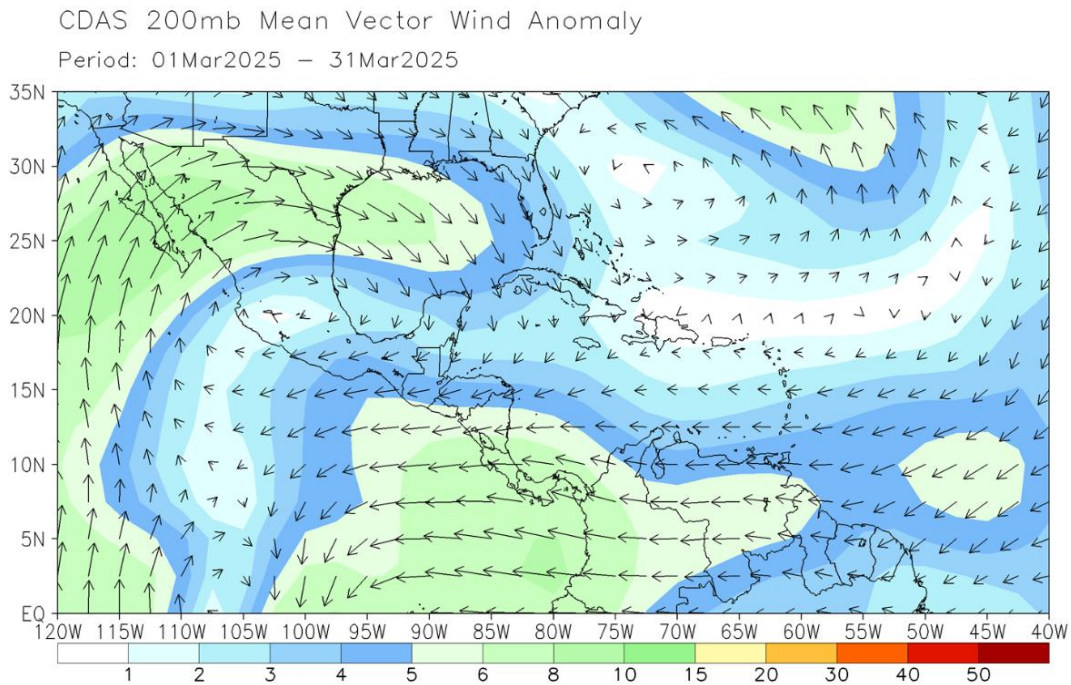 CDAS 200mb Mean Vector Wind Anomaly
Period: 01Mar2025 – 31Mar2025
35N
30N
25N
20N
15N
10N
5N
EQ
120W 115W 110W 105W 100W 95W 90W 85W 80W 75W 70W 65W 60W 55W 50W 45W 40W
1 2 3 4 5 6 8 10 15 20 30 40 50